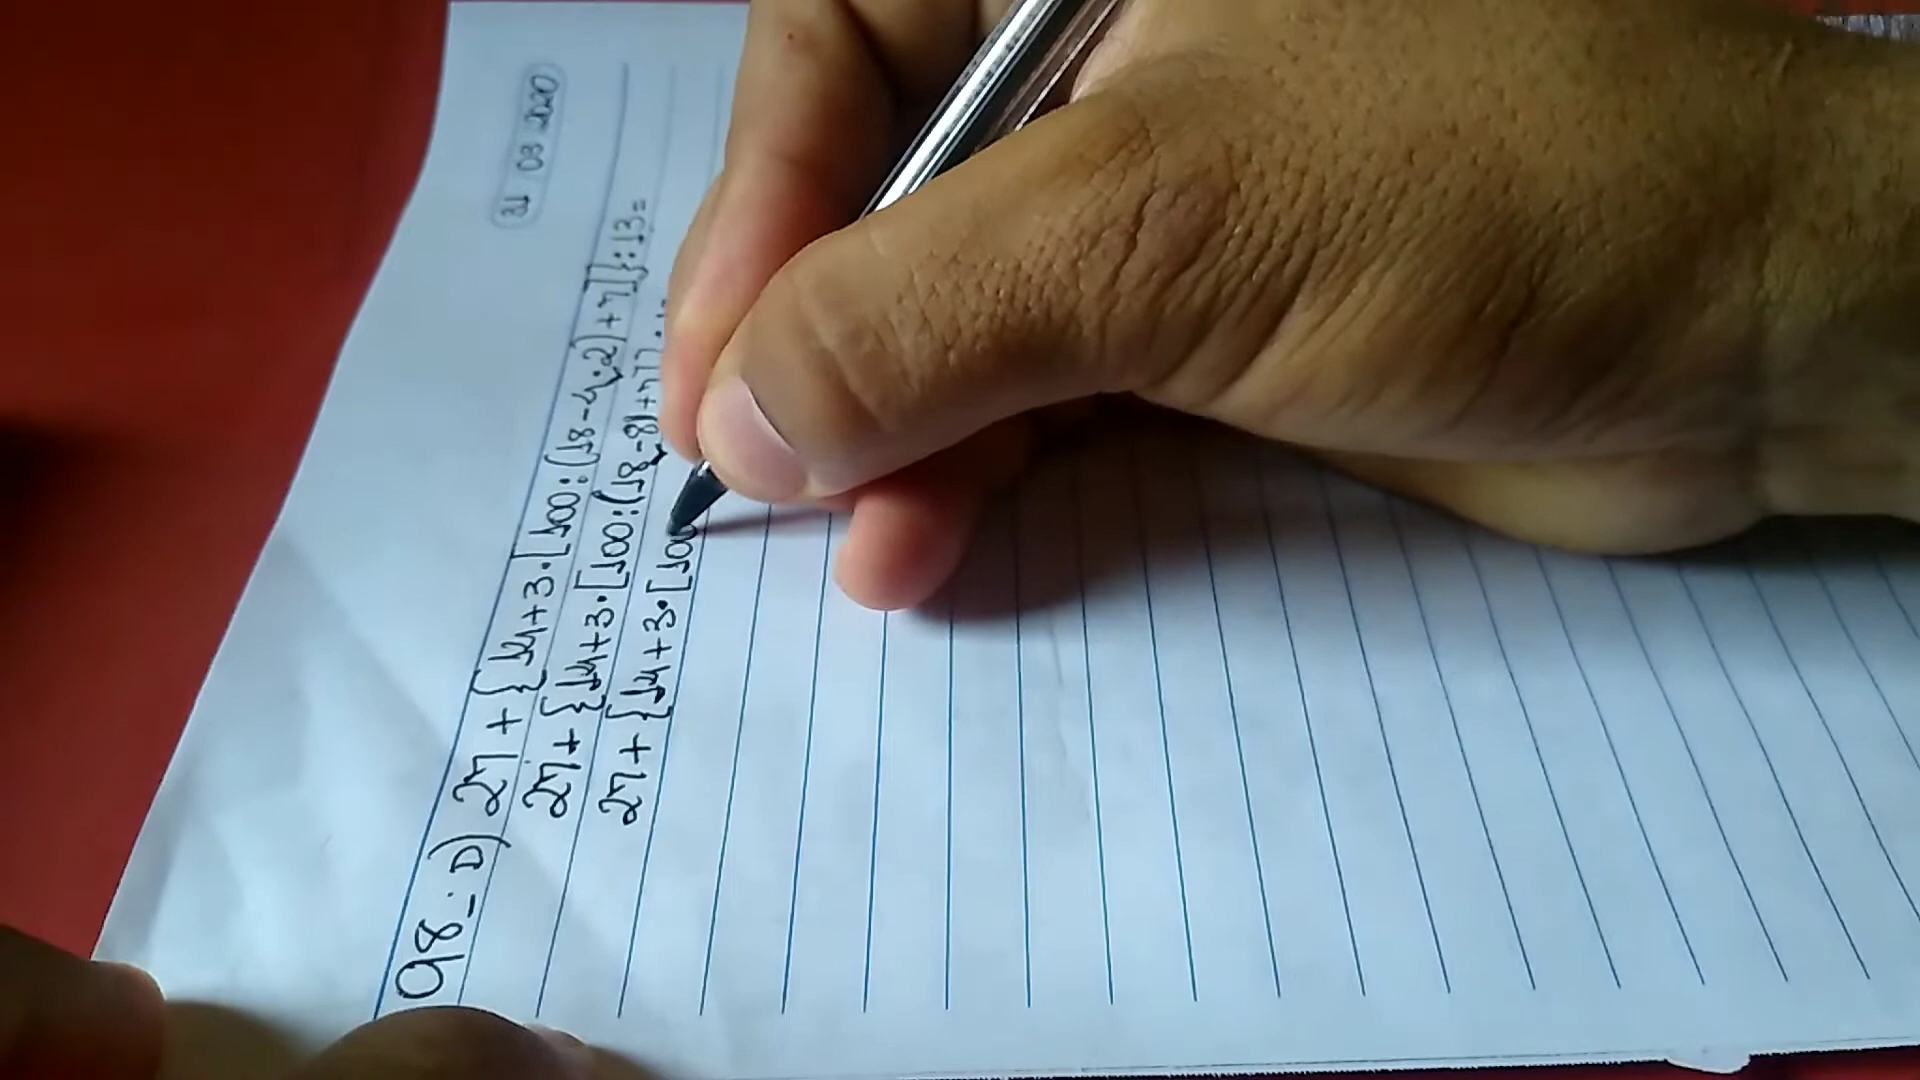 31 03 2020
98_. D) 27 + {14 + 3 · [100 : (18 - 4 · 2) + 7]} : 13 =
27 + {14 + 3 · [100 : (18 - 8) + 7]
27 + {14 + 3 · [100